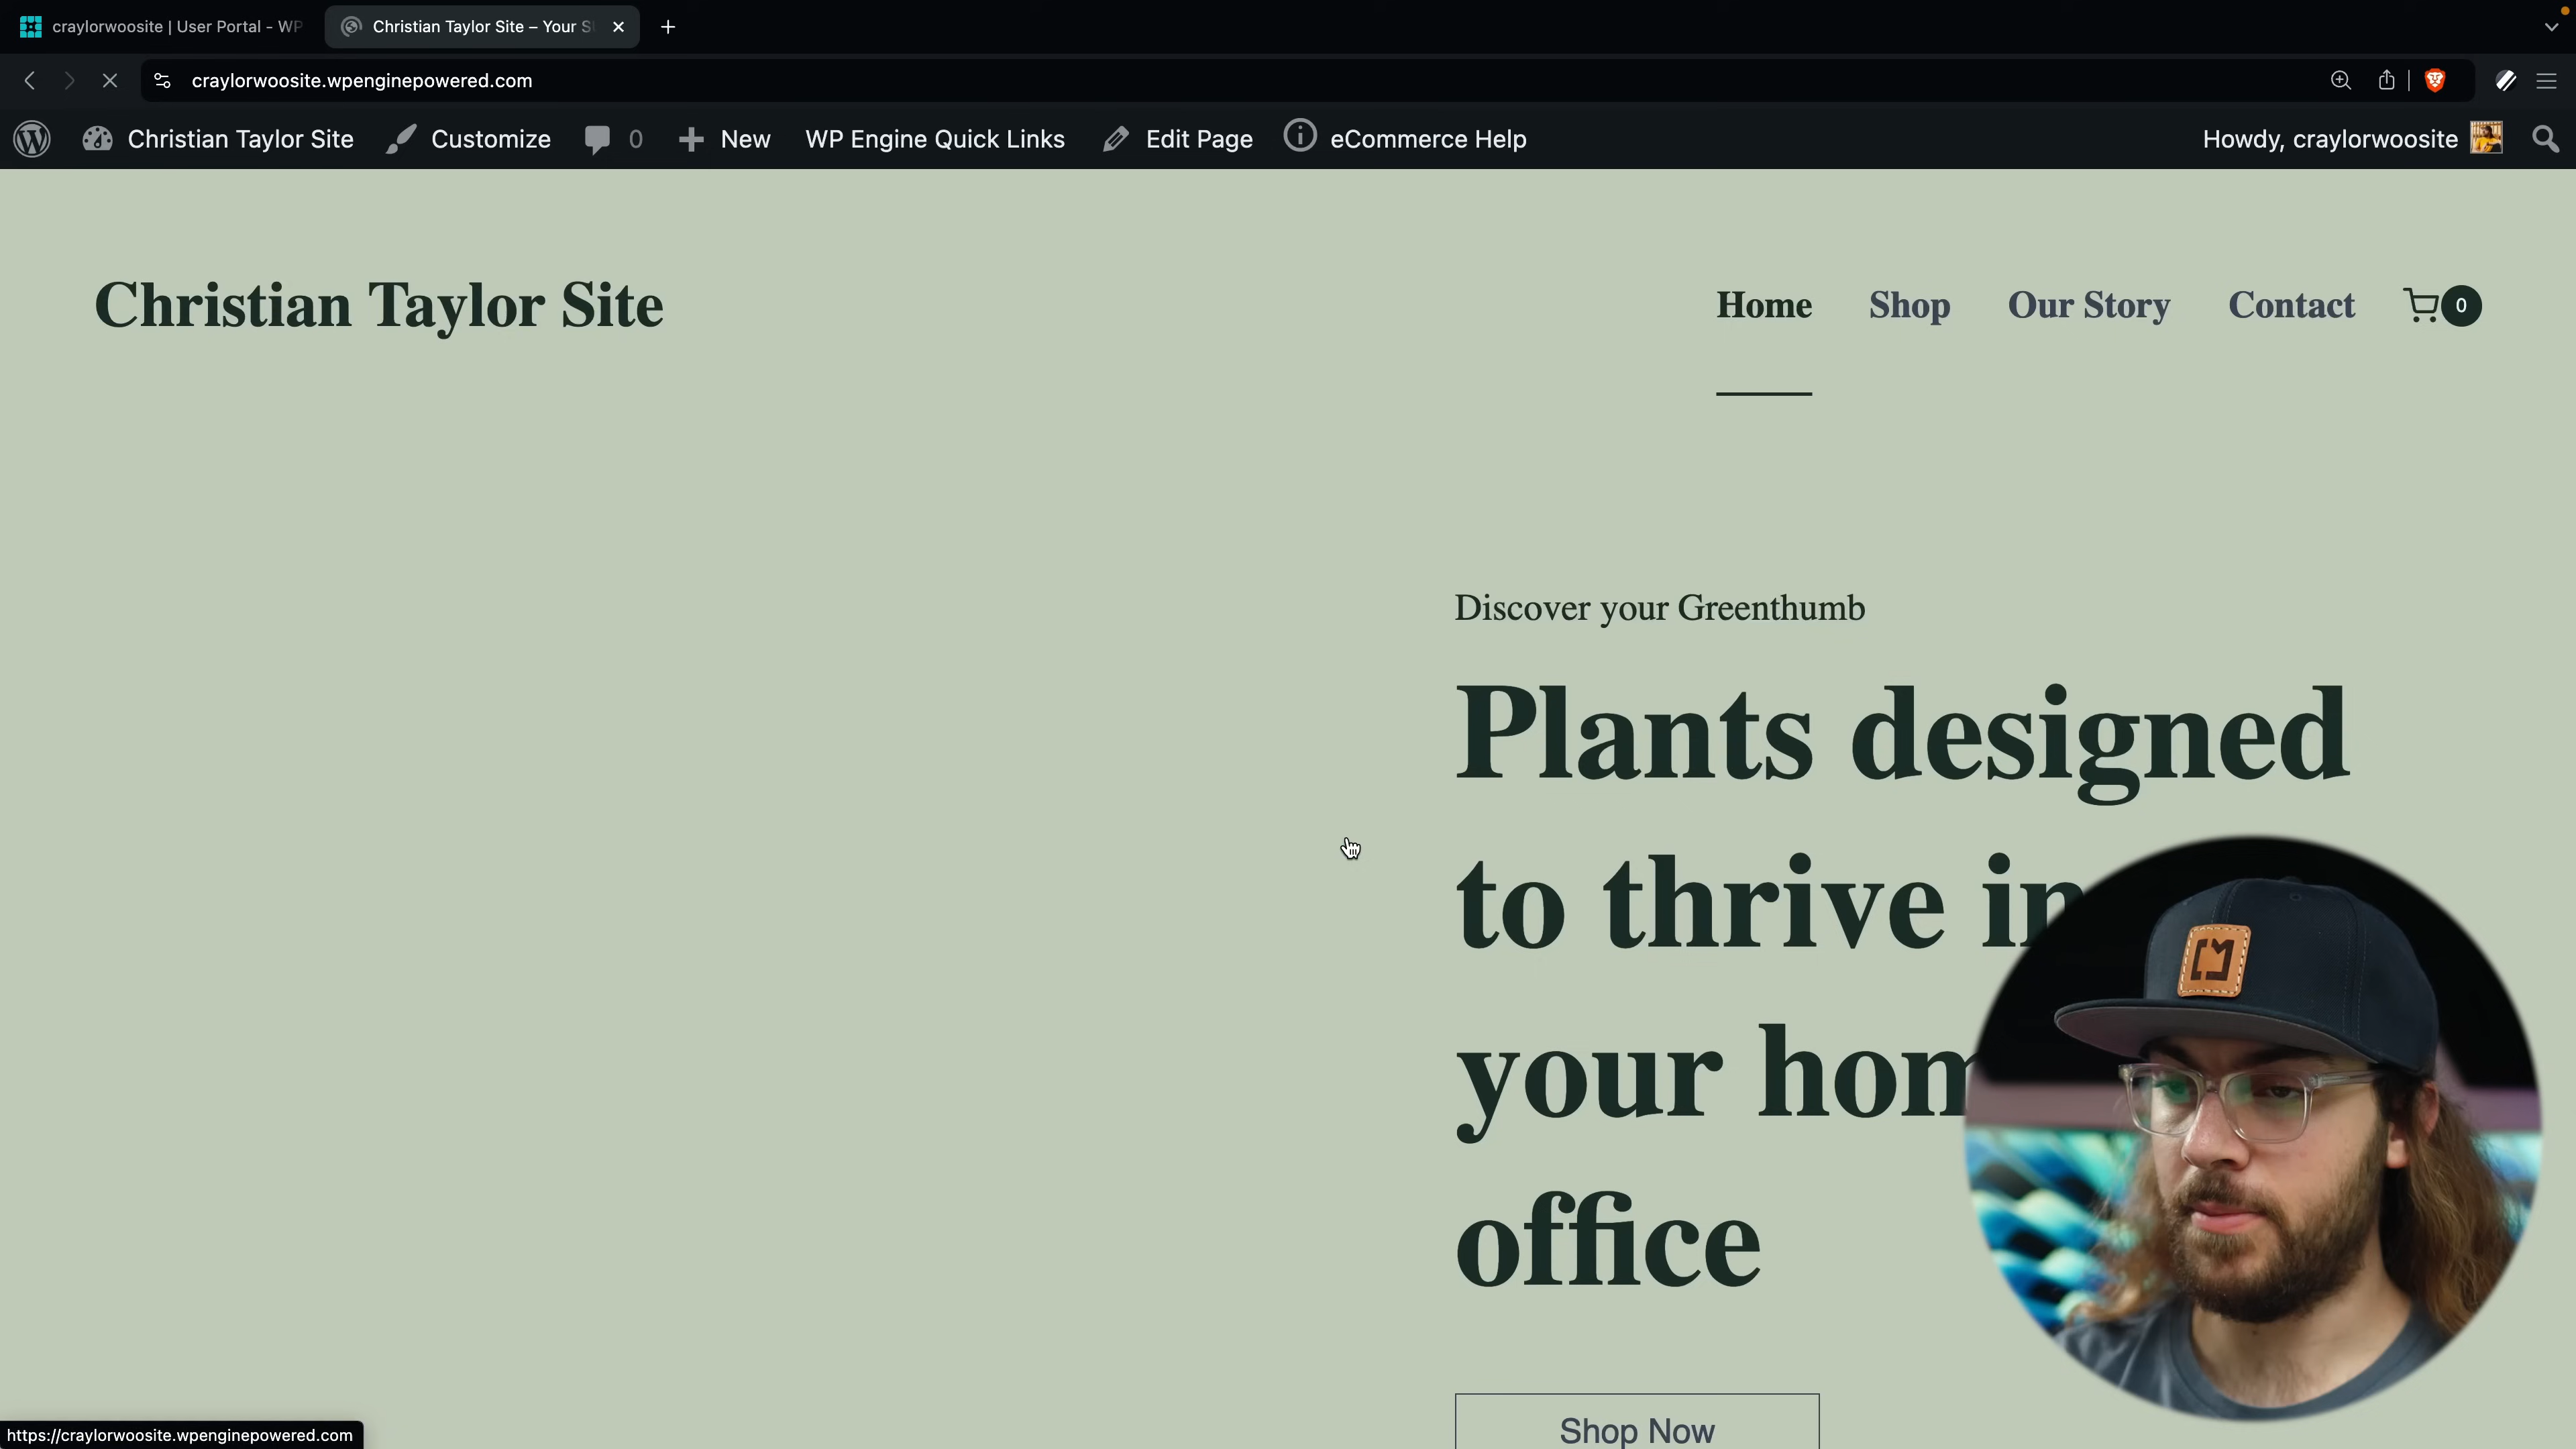 craylorwoosite | User Portal - WP
Christian Taylor Site – Your S
craylorwoosite.wpenginepowered.com
Christian Taylor Site
Customize
0
New
WP Engine Quick Links
Edit Page
eCommerce Help
Howdy, craylorwoosite
Christian Taylor Site
Home
Shop
Our Story
Contact
0
Discover your Greenthumb
Plants designed
to thrive in
your hom
office
Shop Now
https://craylorwoosite.wpenginepowered.com